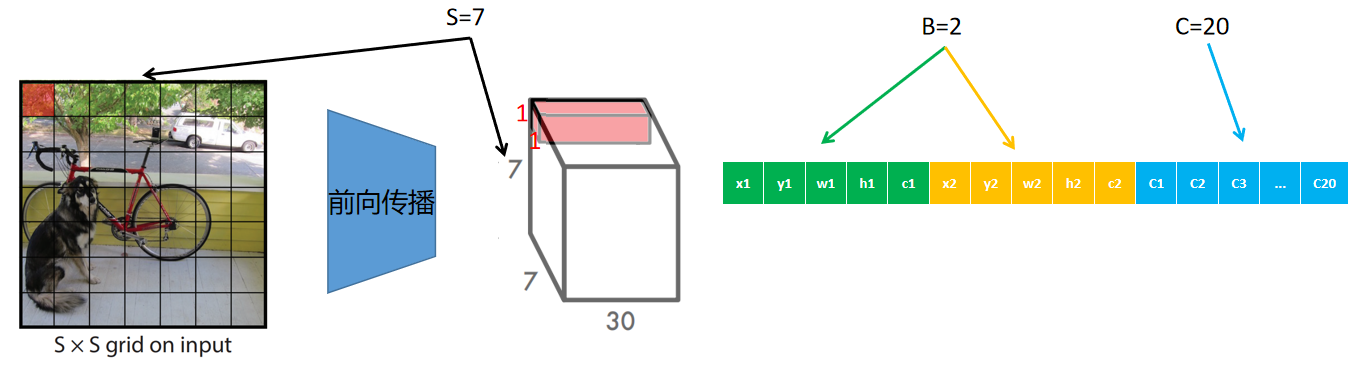 S=7
B=2
C=20
1
1
7
7
30
前向传播
x1 y1 w1 h1 c1 x2 y2 w2 h2 c2 C1 C2 C3 ... C20
S × S grid on input